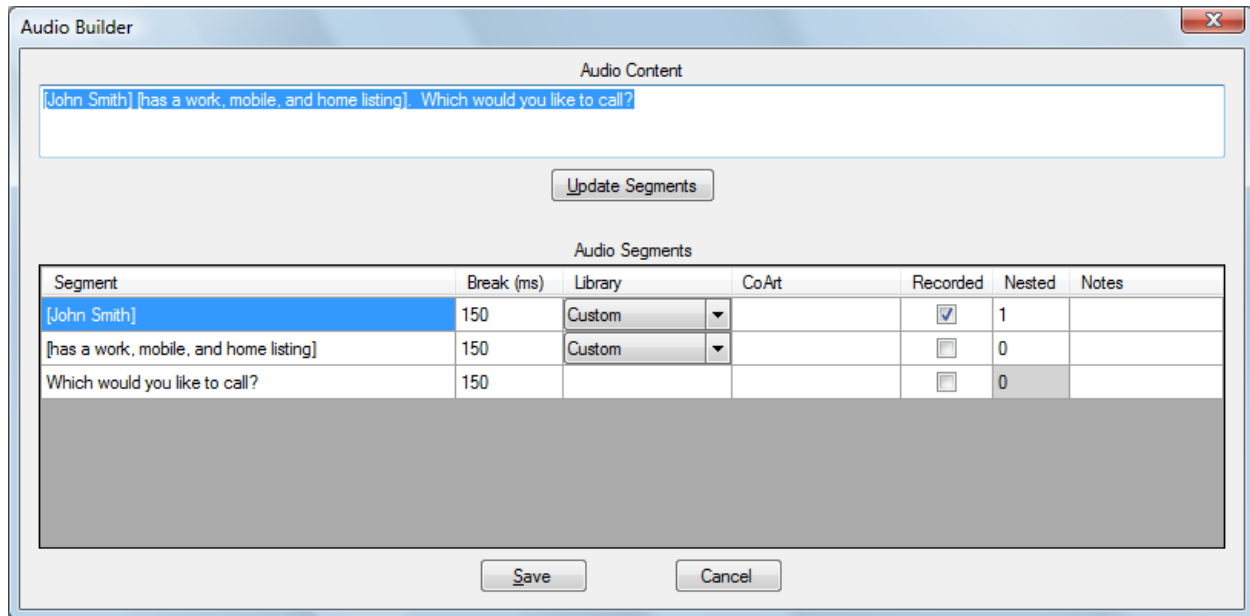 Audio Builder
Audio Content
[John Smith] [has a work, mobile, and home listing].  Which would you like to call?
Update Segments
Audio Segments
Segment Break (ms) Library CoArt Recorded Nested Notes
[John Smith] 150 Custom 1
[has a work, mobile, and home listing] 150 Custom 0
Which would you like to call? 150 0
Save Cancel